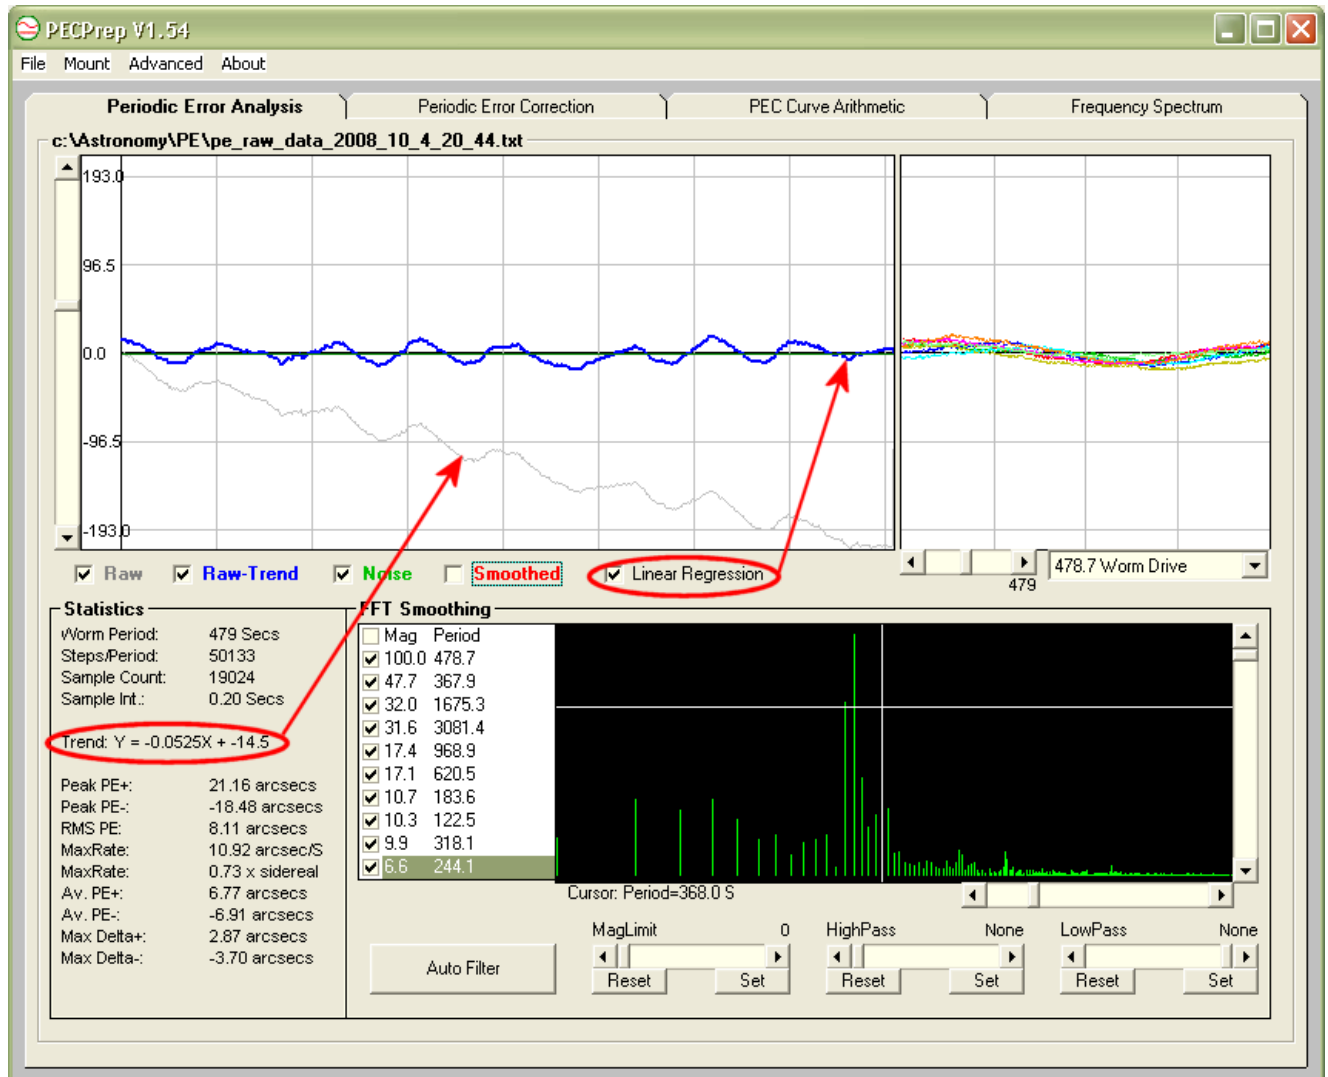 PECPrep V1.54
File Mount Advanced About
Periodic Error Analysis Periodic Error Correction PEC Curve Arithmetic Frequency Spectrum
c:\Astronomy\PE\pe_raw_data_2008_10_4_20_44.txt
193.0
96.5
0.0
-96.5
-193.0
Raw Raw-Trend Noise Smoothed Linear Regression
479
478.7 Worm Drive
Statistics
Worm Period: 479 Secs
Steps/Period: 50133
Sample Count: 19024
Sample Int.: 0.20 Secs
Trend: Y = -0.0525X + -14.5
Peak PE+: 21.16 arcsecs
Peak PE-: -18.48 arcsecs
RMS PE: 8.11 arcsecs
MaxRate: 10.92 arcsec/S
MaxRate: 0.73 x sidereal
Av. PE+: 6.77 arcsecs
Av. PE-: -6.91 arcsecs
Max Delta+: 2.87 arcsecs
Max Delta-: -3.70 arcsecs
FFT Smoothing
Mag Period
100.0 478.7
47.7 367.9
32.0 1675.3
31.6 3081.4
17.4 968.9
17.1 620.5
10.7 183.6
10.3 122.5
9.9 318.1
6.6 244.1
Cursor: Period=368.0 S
Auto Filter
MagLimit 0
Reset Set
HighPass None
Reset Set
LowPass None
Reset Set